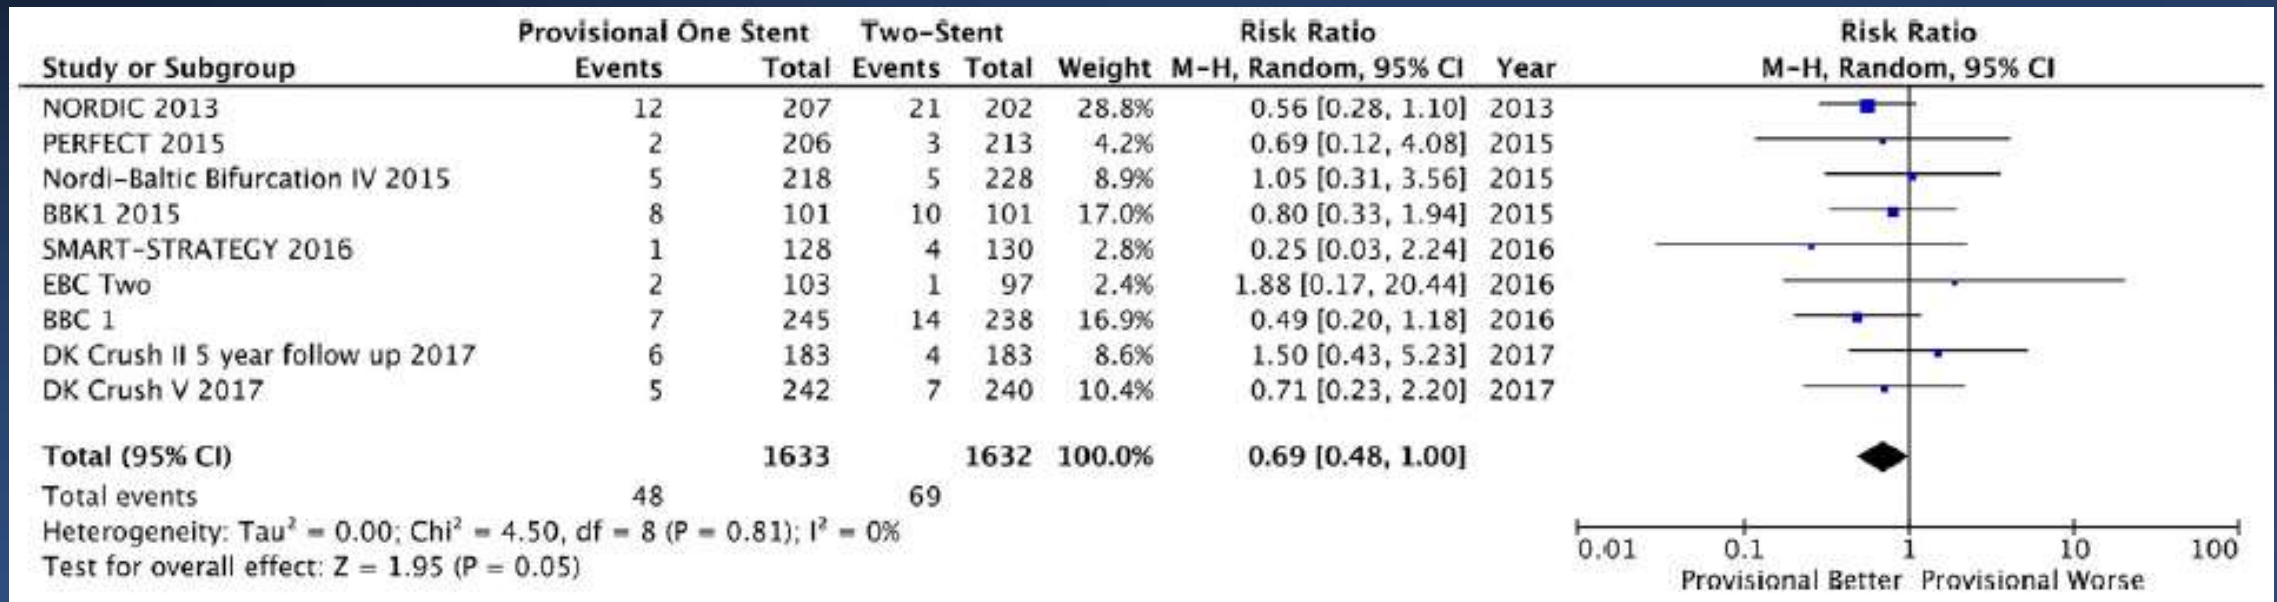 Provisional One Stent Two-Stent Risk Ratio Risk Ratio
Study or Subgroup Events Total Events Total Weight M-H, Random, 95% CI Year M-H, Random, 95% CI
NORDIC 2013 12 207 21 202 28.8% 0.56 [0.28, 1.10] 2013
PERFECT 2015 2 206 3 213 4.2% 0.69 [0.12, 4.08] 2015
Nordi-Baltic Bifurcation IV 2015 5 218 5 228 8.9% 1.05 [0.31, 3.56] 2015
BBK1 2015 8 101 10 101 17.0% 0.80 [0.33, 1.94] 2015
SMART-STRATEGY 2016 1 128 4 130 2.8% 0.25 [0.03, 2.24] 2016
EBC Two 2 103 1 97 2.4% 1.88 [0.17, 20.44] 2016
BBC 1 7 245 14 238 16.9% 0.49 [0.20, 1.18] 2016
DK Crush II 5 year follow up 2017 6 183 4 183 8.6% 1.50 [0.43, 5.23] 2017
DK Crush V 2017 5 242 7 240 10.4% 0.71 [0.23, 2.20] 2017
Total (95% CI) 1633 1632 100.0% 0.69 [0.48, 1.00]
Total events 48 69
Heterogeneity: Tau² = 0.00; Chi² = 4.50, df = 8 (P = 0.81); I² = 0%
Test for overall effect: Z = 1.95 (P = 0.05)
0.01 0.1 1 10 100
Provisional Better Provisional Worse